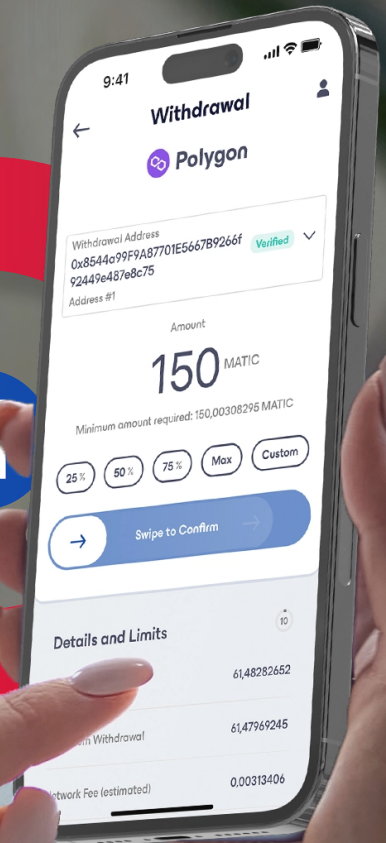 9:41
Withdrawal
Polygon
Withdrawal Address
0x8544a99F9A87701E5667B9266f
92449e487e8c75
Verified
Address #1
Amount
150 MATIC
Minimum amount required: 150,00308295 MATIC
25 %
50 %
75 %
Max
Custom
Swipe to Confirm
Details and Limits
10
61,48282652
Withdrawal
61,47969245
etwork Fee (estimated)
0,00313406